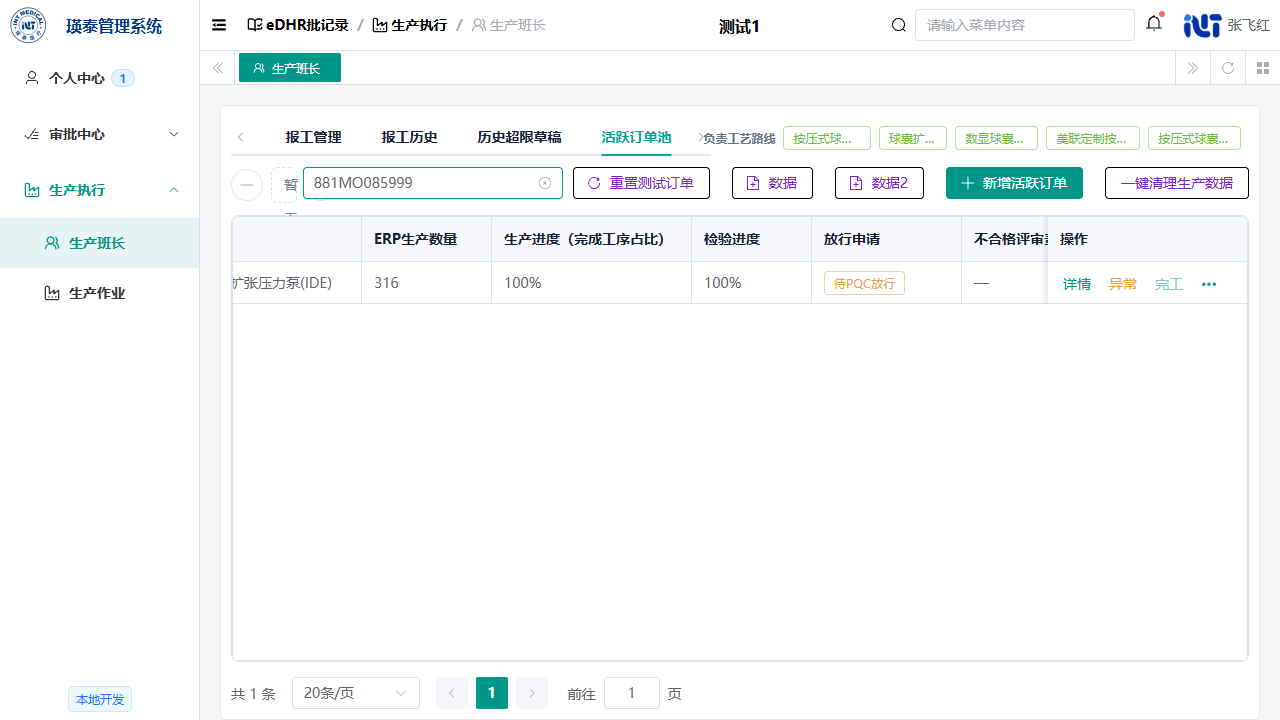 瑛泰管理系统
eDHR批记录 / 生产执行 / 生产班长
测试1
请输入菜单内容
张飞红
个人中心 1
审批中心
生产执行
生产班长
生产作业
本地开发
生产班长
报工管理 报工历史 历史超限草稿 活跃订单池
负责工艺路线 按压式球... 球囊扩... 数显球囊... 美联定制按... 按压式球囊...
暂 881MO085999 重置测试订单 数据 数据2 新增活跃订单 一键清理生产数据
ERP生产数量 生产进度（完成工序占比） 检验进度 放行申请 不合格评审 操作
扩张压力泵(IDE) 316 100% 100% 待PQC放行 — 详情 异常 完工
共 1 条 20条/页 1 前往 1 页